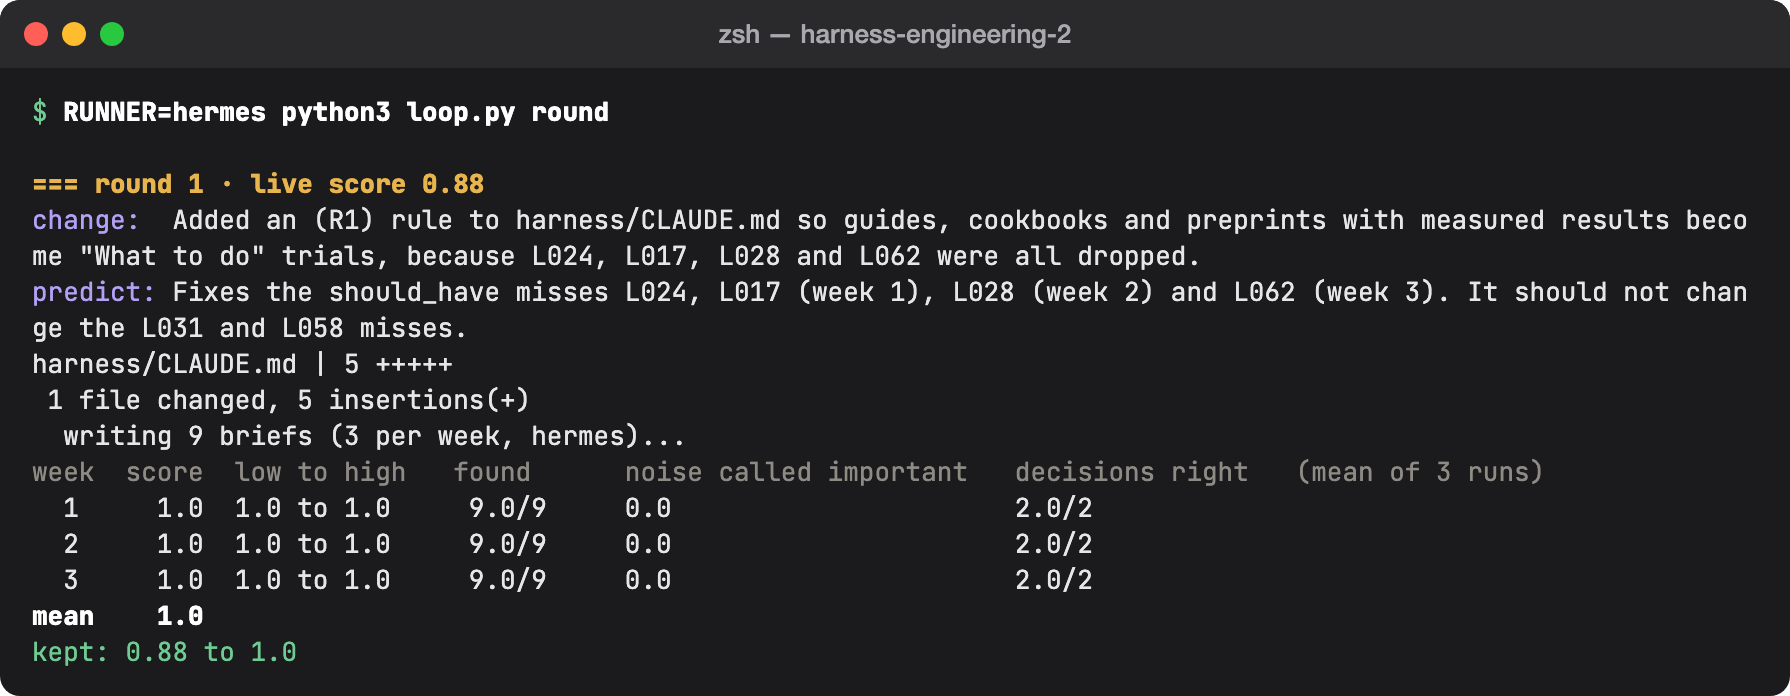 zsh — harness-engineering-2
$ RUNNER=hermes python3 loop.py round
=== round 1 · live score 0.88
change:  Added an (R1) rule to harness/CLAUDE.md so guides, cookbooks and preprints with measured results beco
me "What to do" trials, because L024, L017, L028 and L062 were all dropped.
predict: Fixes the should_have misses L024, L017 (week 1), L028 (week 2) and L062 (week 3). It should not chan
ge the L031 and L058 misses.
harness/CLAUDE.md | 5 +++++
 1 file changed, 5 insertions(+)
  writing 9 briefs (3 per week, hermes)...
week  score  low to high   found      noise called important   decisions right   (mean of 3 runs)
  1     1.0  1.0 to 1.0     9.0/9     0.0                      2.0/2
  2     1.0  1.0 to 1.0     9.0/9     0.0                      2.0/2
  3     1.0  1.0 to 1.0     9.0/9     0.0                      2.0/2
mean    1.0
kept: 0.88 to 1.0